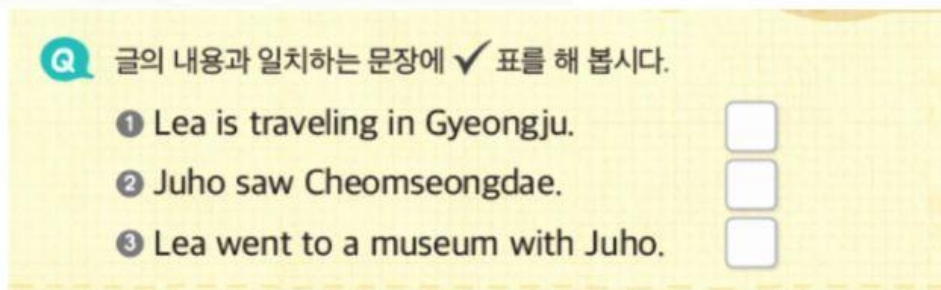 Q 글의 내용과 일치하는 문장에 ✓ 표를 해 봅시다.
❶ Lea is traveling in Gyeongju.
❷ Juho saw Cheomseongdae.
❸ Lea went to a museum with Juho.